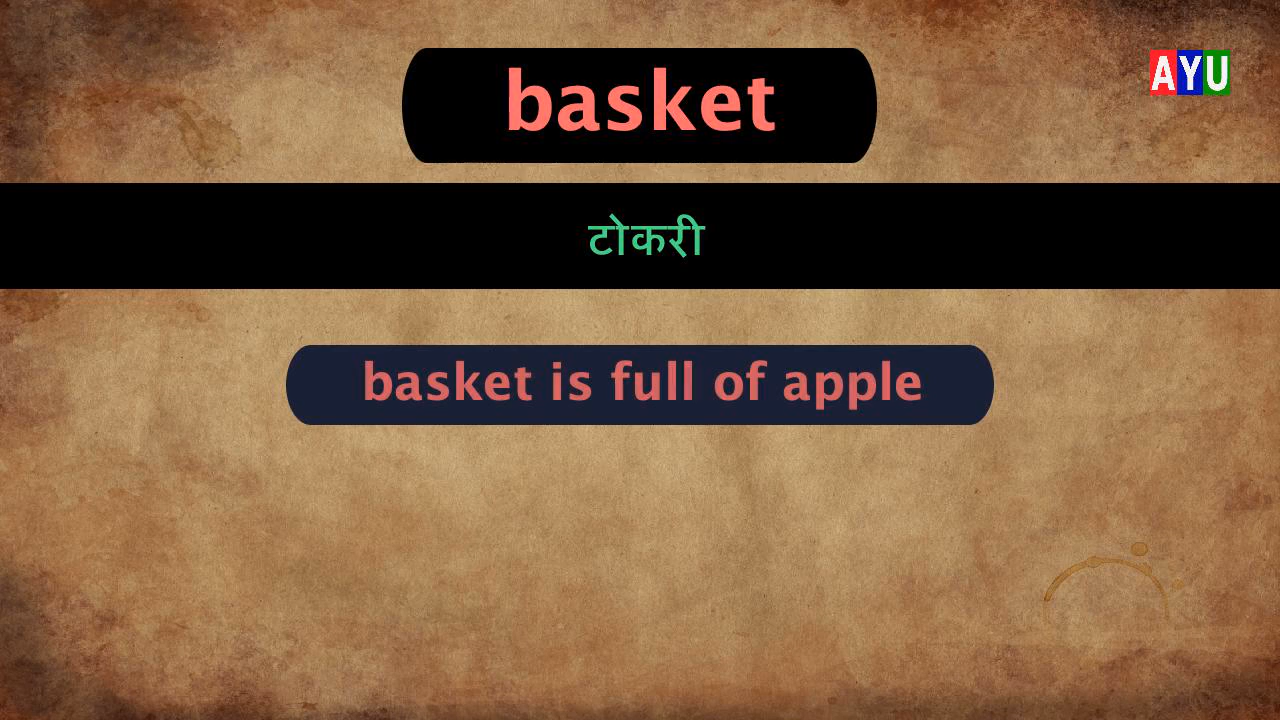 basket
AYU
टोकरी
basket is full of apple